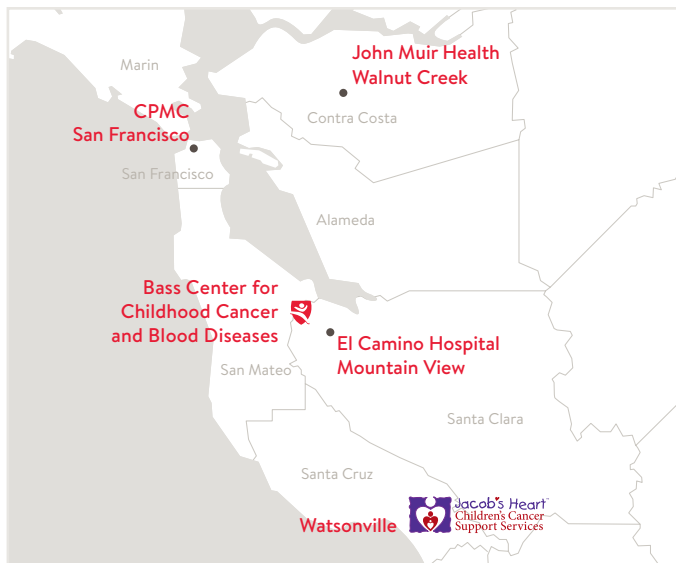 John Muir Health
Walnut Creek
Marin
CPMC
San Francisco
Contra Costa
San Francisco
Alameda
Bass Center for
Childhood Cancer
and Blood Diseases
El Camino Hospital
Mountain View
San Mateo
Santa Clara
Santa Cruz
Watsonville
Jacob's Heart™
Children's Cancer
Support Services